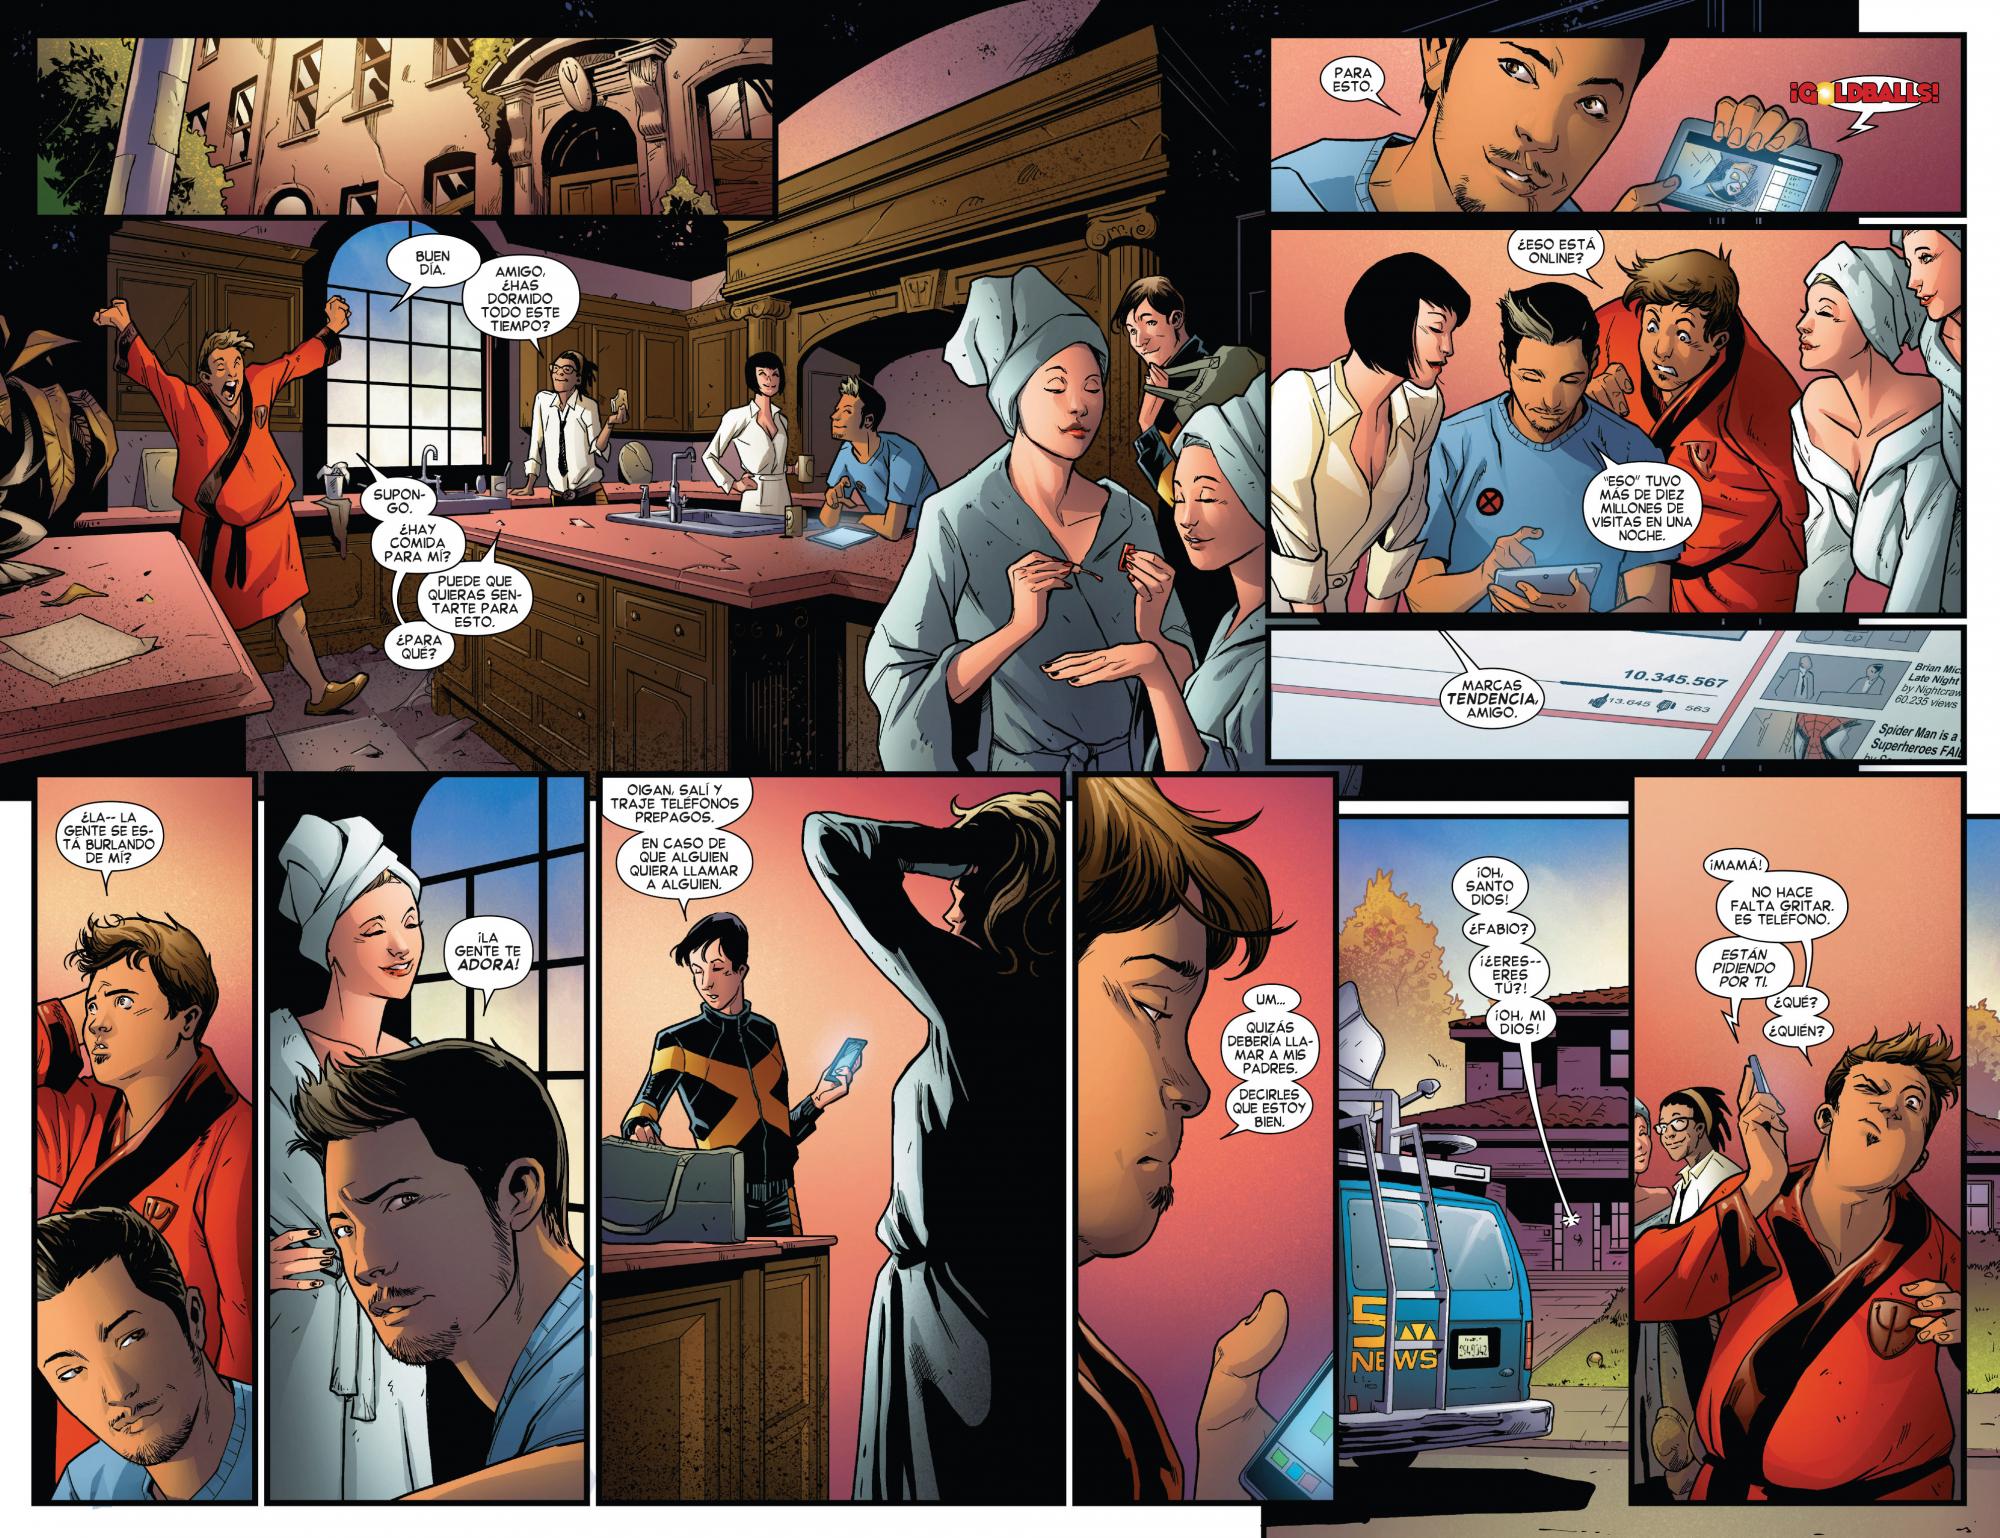 BUEN
DÍA.
AMIGO,
¿HAS
DORMIDO
TODO ESTE
TIEMPO?
SUPON-
GO.
¿HAY
COMIDA
PARA MÍ?
PUEDE QUE
QUIERAS SEN-
TARTE PARA
ESTO.
¿PARA
QUÉ?
PARA
ESTO.
¡GOLDBALLS!
¿ESO ESTÁ
ONLINE?
"ESO" TUVO
MÁS DE DIEZ
MILLONES DE
VISITAS EN UNA
NOCHE.
MARCAS
TENDENCIA,
AMIGO.
10.345.567
13.645 563
Brian Mic
Late Night
by Nightcraw
60.235 views
Spider Man is a
Superheroes FAIL
¿LA-- LA
GENTE SE ES-
TÁ BURLANDO
DE MÍ?
¡LA
GENTE TE
ADORA!
OIGAN, SALÍ Y
TRAJE TELÉFONOS
PREPAGOS.
EN CASO DE
QUE ALGUIEN
QUIERA LLAMAR
A ALGUIEN.
UM...
QUIZÁS
DEBERÍA LLA-
MAR A MIS
PADRES.
DECIRLES
QUE ESTOY
BIEN.
¡OH,
SANTO
DIOS!
¿FABIO?
¡¿ERES--
ERES
TÚ?!
¡OH, MI
DIOS!
5
NEWS
¡MAMÁ!
NO HACE
FALTA GRITAR.
ES TELÉFONO.
ESTÁN
PIDIENDO
POR TI.
¿QUÉ?
¿QUIÉN?